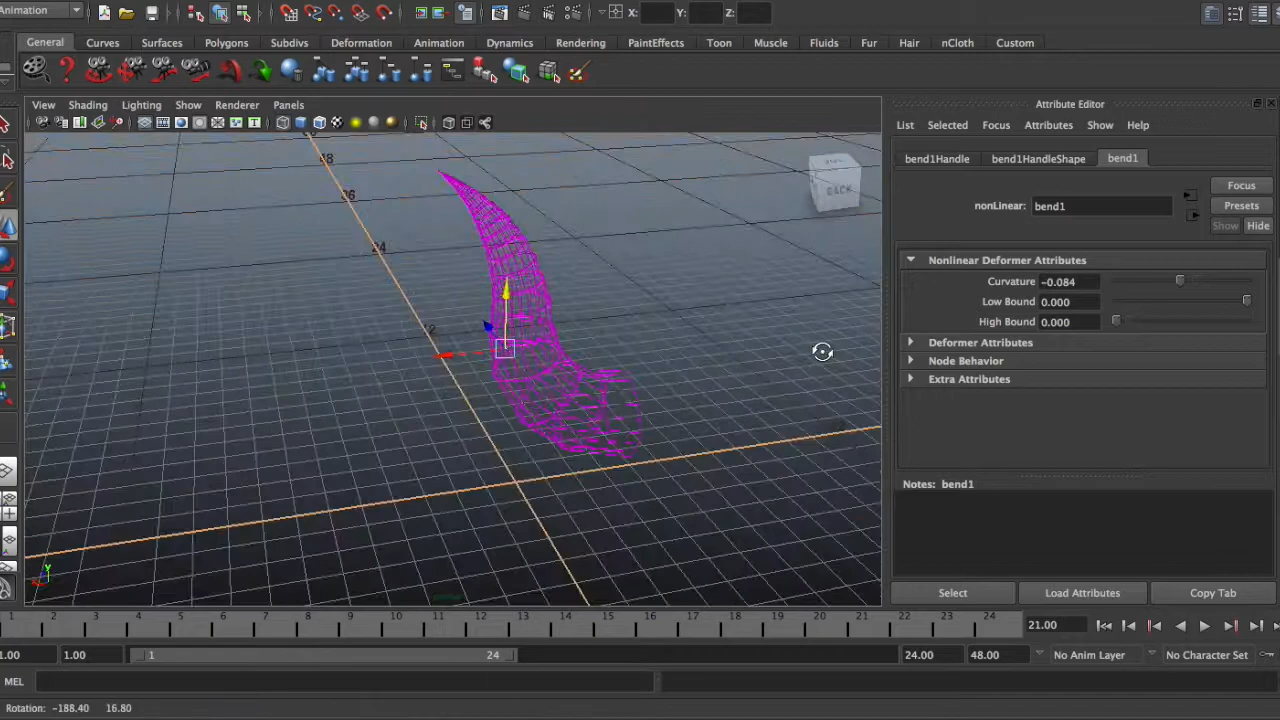 Animation X: Y: Z:
General Curves Surfaces Polygons Subdivs Deformation Animation Dynamics Rendering PaintEffects Toon Muscle Fluids Fur Hair nCloth Custom
View Shading Lighting Show Renderer Panels
Attribute Editor
List Selected Focus Attributes Show Help
bend1Handle bend1HandleShape bend1
Focus
nonLinear: bend1 Presets
Show Hide
Nonlinear Deformer Attributes
Curvature -0.084
Low Bound 0.000
High Bound 0.000
Deformer Attributes
Node Behavior
Extra Attributes
Notes: bend1
Select Load Attributes Copy Tab
48
36
24
BACK
y
1 2 3 4 5 6 7 8 9 10 11 12 13 14 15 16 17 18 19 20 21 22 23 24 21.00
1.00 1.00 1 24 24.00 48.00 No Anim Layer No Character Set
MEL
Rotation: -188.40 16.80